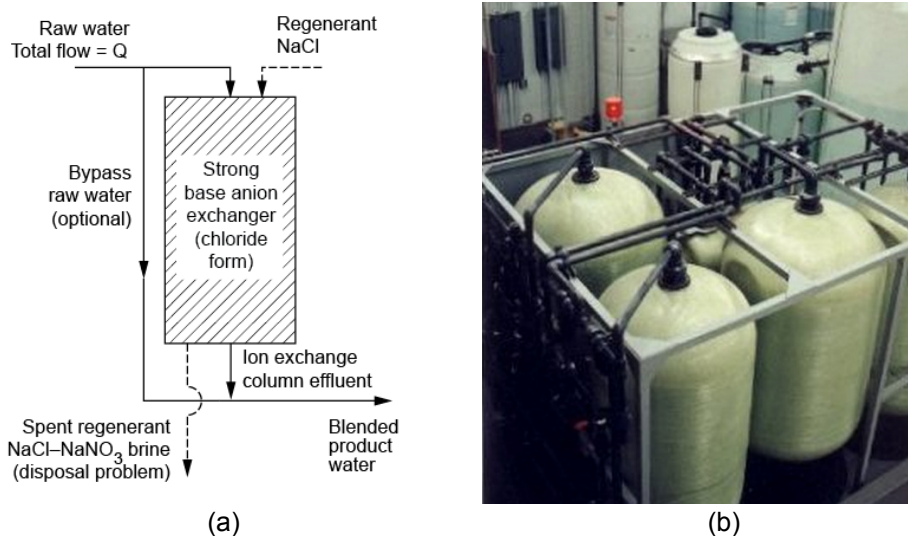 Raw water
Total flow = Q
Regenerant
NaCl
Bypass
raw water
(optional)
Strong
base anion
exchanger
(chloride
form)
Ion exchange
column effluent
Spent regenerant
NaCl–NaNO3 brine
(disposal problem)
Blended
product
water
(a)
(b)